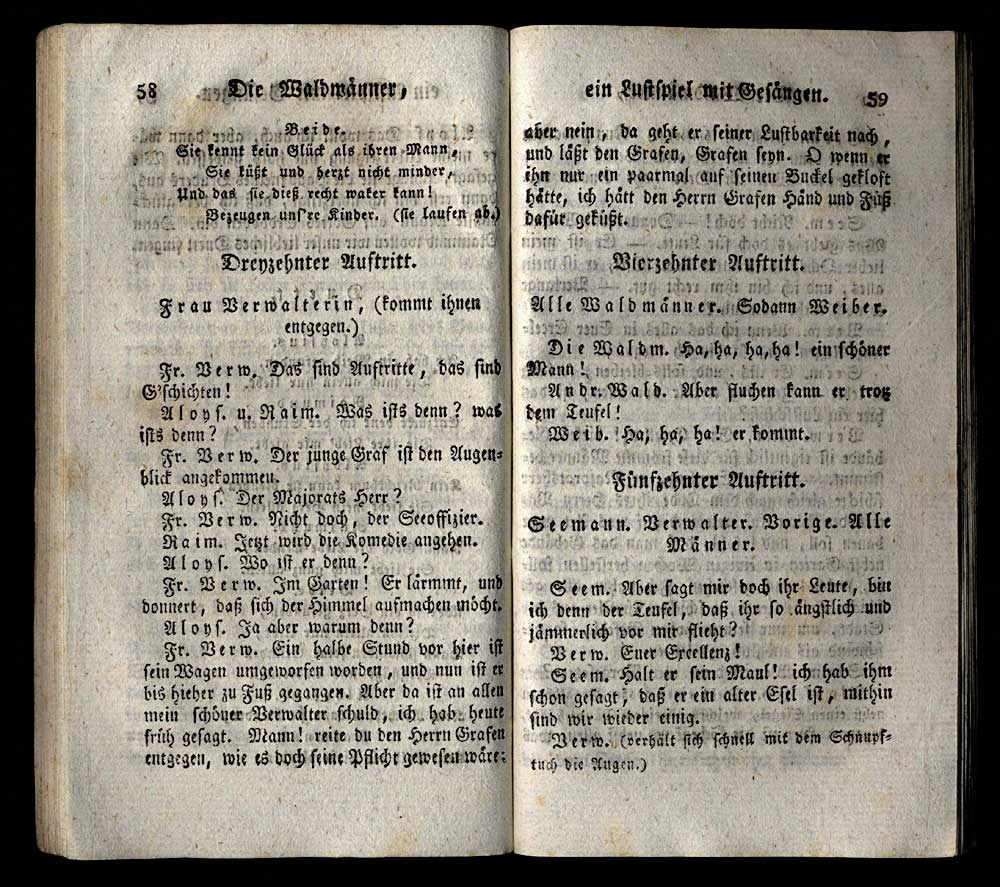 58 Die Waldmänner,
Beide.
Sie kennt kein Glück als ihren Mann,
Sie küßt und herzt nicht minder,
Und das sie dieß recht waker kann!
Bezeugen uns're Kinder. (sie laufen ab.)
Dreyzehnter Auftritt.
Frau Verwalterin, (kommt ihnen
entgegen.)
Fr. Verw. Das sind Auftritte, das sind
G'schichten!
Aloys. u. Raim. Was ists denn? was
ists denn?
Fr. Verw. Der junge Graf ist den Augen-
blick angekommen.
Aloys. Der Majorats Herr?
Fr. Verw. Nicht doch, der Seeoffizier.
Raim. Jetzt wird die Komedie angehen.
Aloys. Wo ist er denn?
Fr. Verw. Im Garten! Er lärmmt, und
donnert, daß sich der Himmel aufmachen möcht.
Aloys. Ja aber warum denn?
Fr. Verw. Ein halbe Stund vor hier ist
sein Wagen umgeworfen worden, und nun ist er
bis hieher zu Fuß gegangen. Aber da ist an allen
mein schöner Verwalter schuld, ich hab heute
früh gesagt. Mann! reite du den Herrn Grafen
entgegen, wie es doch seine Pflicht gewesen wäre:
ein Lustspiel mit Gesängen. 59
aber nein, da geht er seiner Lustbarkeit nach,
und läßt den Grafen, Grafen seyn. O wenn er
ihn nur ein paarmal auf seinen Buckel gekloft
hätte, ich hätt den Herrn Grafen Händ und Füß
dafür geküßt.
Vierzehnter Auftritt.
Alle Waldmänner. Sodann Weiber.
Die Waldm. Ha, ha, ha, ha! ein schöner
Mann!
Andr. Wald. Aber fluchen kann er trotz
dem Teufel!
Weib. Ha, ha, ha! er kommt.
Fünfzehnter Auftritt.
Seemann. Verwalter. Vorige. Alle
Männer.
Seem. Aber sagt mir doch ihr Leute, bin
ich denn der Teufel, daß ihr so ängstlich und
jämmerlich vor mir flieht?
Verw. Euer Excellenz!
Seem. Halt er sein Maul! ich hab ihm
schon gesagt, daß er ein alter Esel ist, mithin
sind wir wieder einig.
Verw. (verhält sich schnell mit dem Schnupf-
tuch die Augen.)